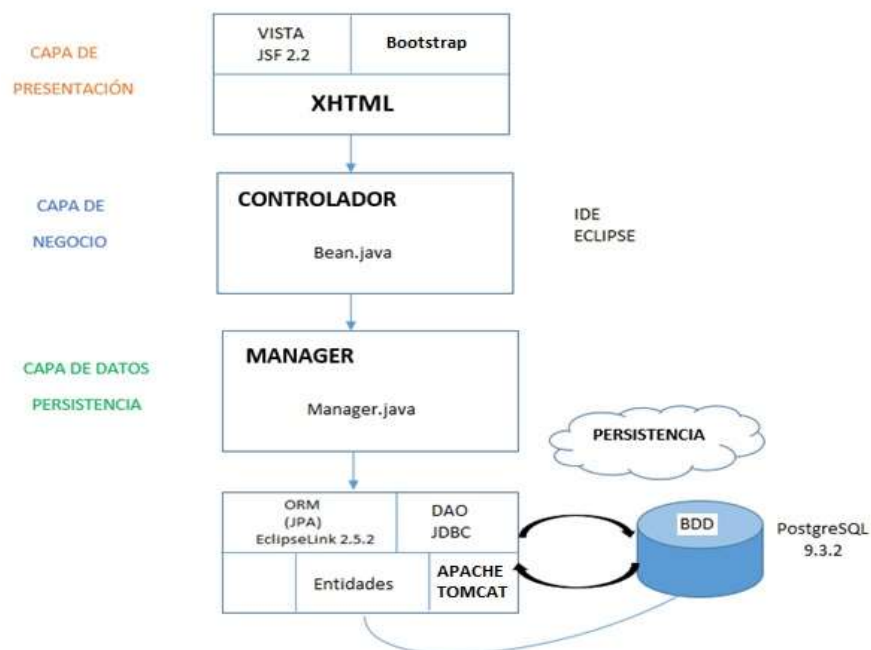 CAPA DE
PRESENTACIÓN
VISTA
JSF 2.2
Bootstrap
XHTML
CAPA DE
NEGOCIO
CONTROLADOR
Bean.java
IDE
ECLIPSE
CAPA DE DATOS
PERSISTENCIA
MANAGER
Manager.java
PERSISTENCIA
ORM
(JPA)
EclipseLink 2.5.2
DAO
JDBC
Entidades
APACHE
TOMCAT
BDD
PostgreSQL
9.3.2